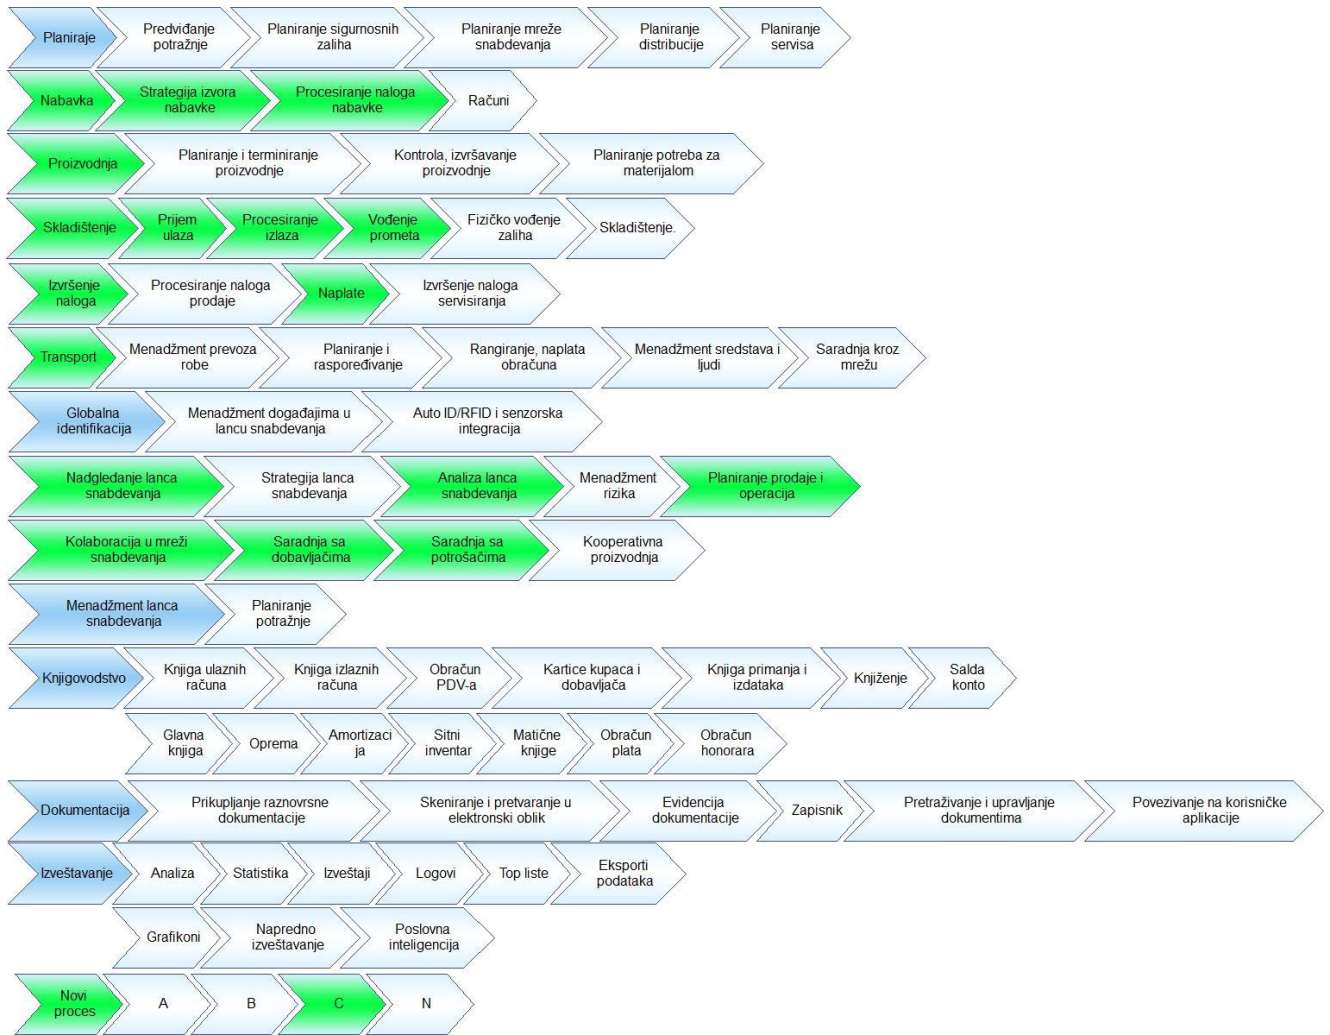 Planiraje
Predviđanje
potražnje
Planiranje sigurnosnih
zaliha
Planiranje mreže
snabdevanja
Planiranje
distribucije
Planiranje
servisa
Nabavka
Strategija izvora
nabavke
Procesiranje naloga
nabavke
Računi
Proizvodnja
Planiranje i terminiranje
proizvodnje
Kontrola, izvršavanje
proizvodnje
Planiranje potreba za
materijalom
Skladištenje
Prijem
ulaza
Procesiranje
izlaza
Vođenje
prometa
Fizičko vođenje
zaliha
Skladištenje.
Izvršenje
naloga
Procesiranje naloga
prodaje
Naplate
Izvršenje naloga
servisiranja
Transport
Menadžment prevoza
robe
Planiranje i
raspoređivanje
Rangiranje, naplata
obračuna
Menadžment sredstava i
ljudi
Saradnja kroz
mrežu
Globalna
identifikacija
Menadžment događajima u
lancu snabdevanja
Auto ID/RFID i senzorska
integracija
Nadgledanje lanca
snabdevanja
Strategija lanca
snabdevanja
Analiza lanca
snabdevanja
Menadžment
rizika
Planiranje prodaje i
operacija
Kolaboracija u mreži
snabdevanja
Saradnja sa
dobavljačima
Saradnja sa
potrošačima
Kooperativna
proizvodnja
Menadžment lanca
snabdevanja
Planiranje
potražnje
Knjigovodstvo
Knjiga ulaznih
računa
Knjiga izlaznih
računa
Obračun
PDV-a
Kartice kupaca i
dobavljača
Knjiga primanja i
izdataka
Knjiženje
Salda
konto
Glavna
knjiga
Oprema
Amortizaci
ja
Sitni
inventar
Matične
knjige
Obračun
plata
Obračun
honorara
Dokumentacija
Prikupljanje raznovrsne
dokumentacije
Skeniranje i pretvaranje u
elektronski oblik
Evidencija
dokumentacije
Zapisnik
Pretraživanje i upravljanje
dokumentima
Povezivanje na korisničke
aplikacije
Izveštavanje
Analiza
Statistika
Izveštaji
Logovi
Top liste
Eksporti
podataka
Grafikoni
Napredno
izveštavanje
Poslovna
inteligencija
Novi
proces
A
B
C
N